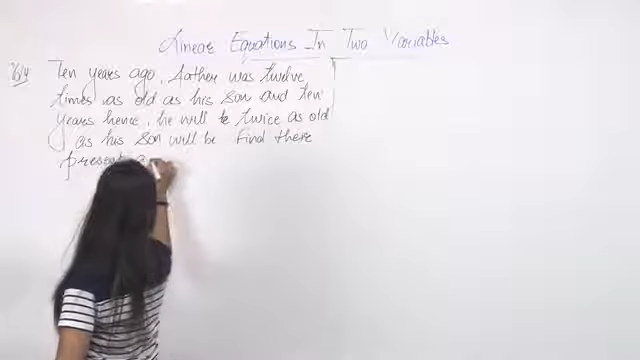 Linear Equations In Two Variables
Ten years ago, father was twelve
times as old as his son and ten
years hence, he will be twice as old
as his son will be Find there
present